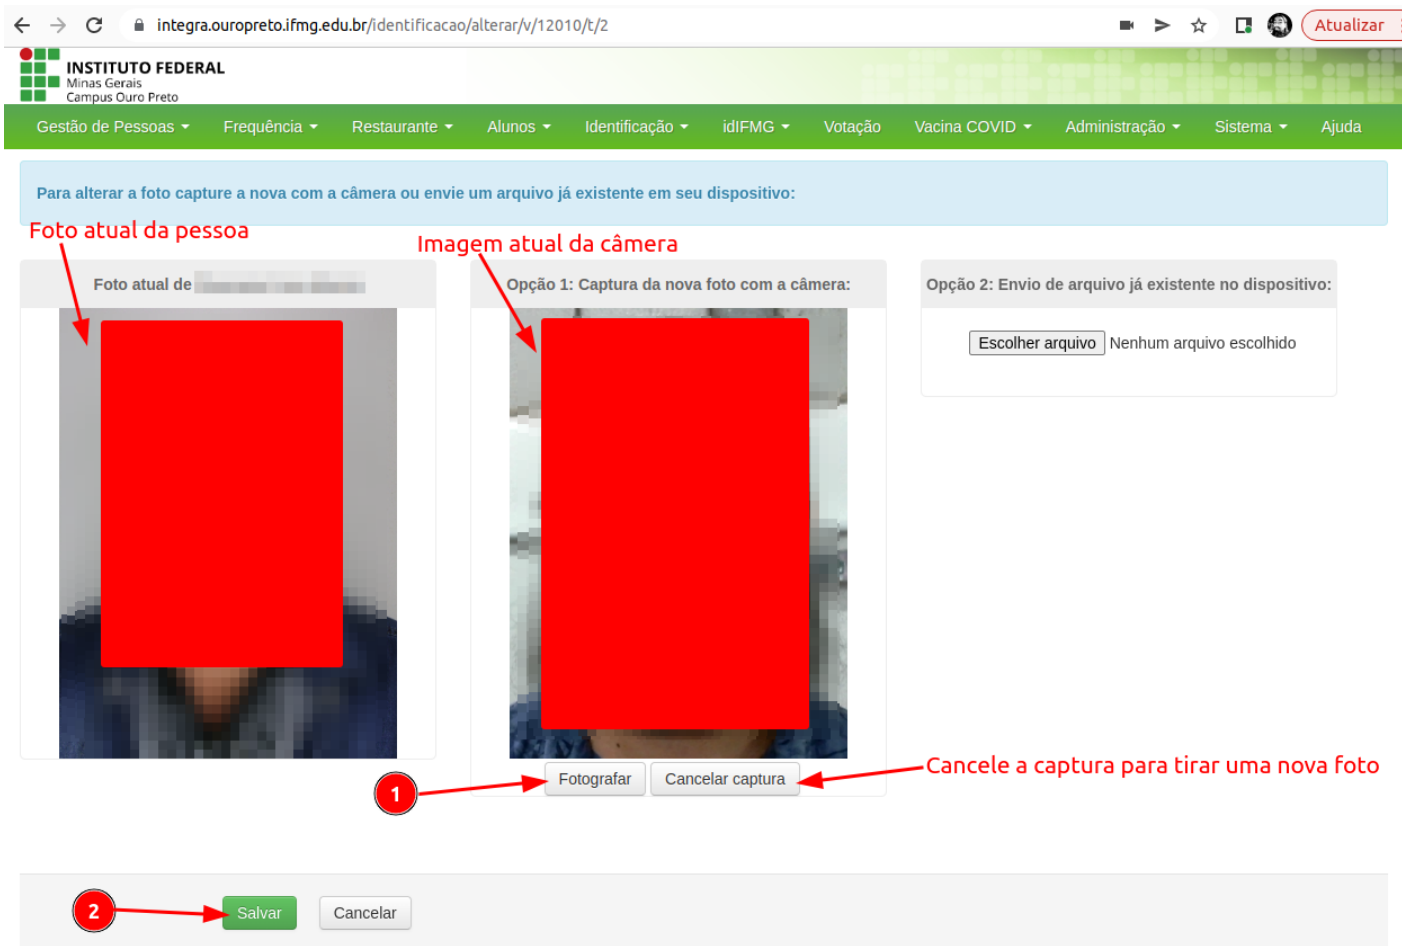 integra.ouropreto.ifmg.edu.br/identificacao/alterar/v/12010/t/2
Atualizar
INSTITUTO FEDERAL
Minas Gerais
Campus Ouro Preto
Gestão de Pessoas Frequência Restaurante Alunos Identificação idIFMG Votação Vacina COVID Administração Sistema Ajuda
Para alterar a foto capture a nova com a câmera ou envie um arquivo já existente em seu dispositivo:
Foto atual da pessoa
Imagem atual da câmera
Foto atual de
Opção 1: Captura da nova foto com a câmera:
Opção 2: Envio de arquivo já existente no dispositivo:
Escolher arquivo Nenhum arquivo escolhido
Cancele a captura para tirar uma nova foto
1 Fotografar Cancelar captura
2 Salvar Cancelar